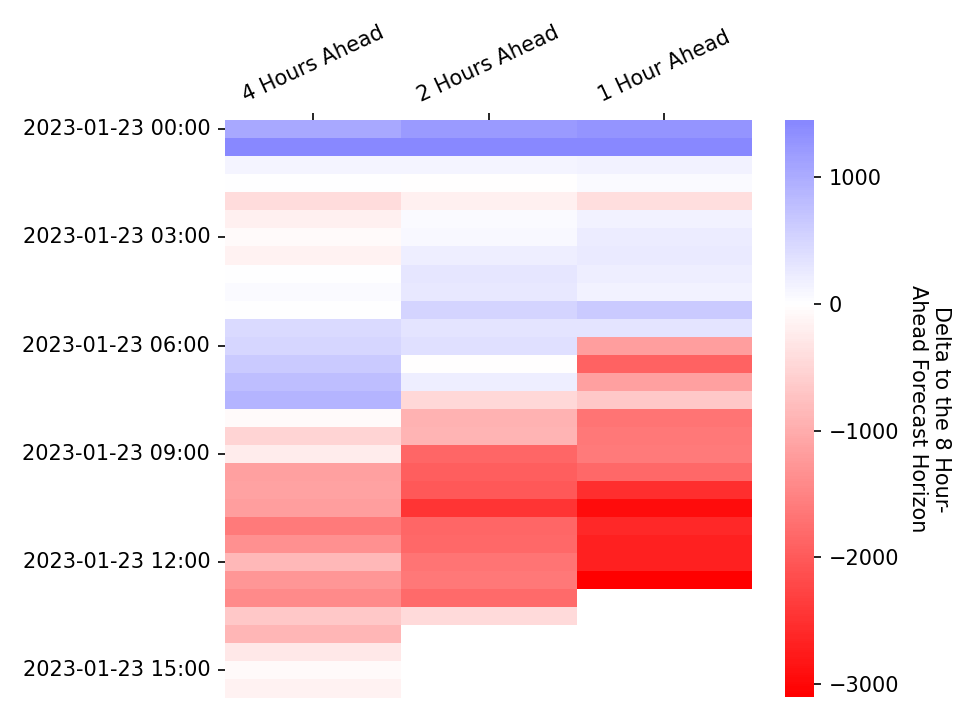 4 Hours Ahead
2 Hours Ahead
1 Hour Ahead
2023-01-23 00:00
2023-01-23 03:00
2023-01-23 06:00
2023-01-23 09:00
2023-01-23 12:00
2023-01-23 15:00
1000
0
−1000
−2000
−3000
Delta to the 8 Hour-
Ahead Forecast Horizon